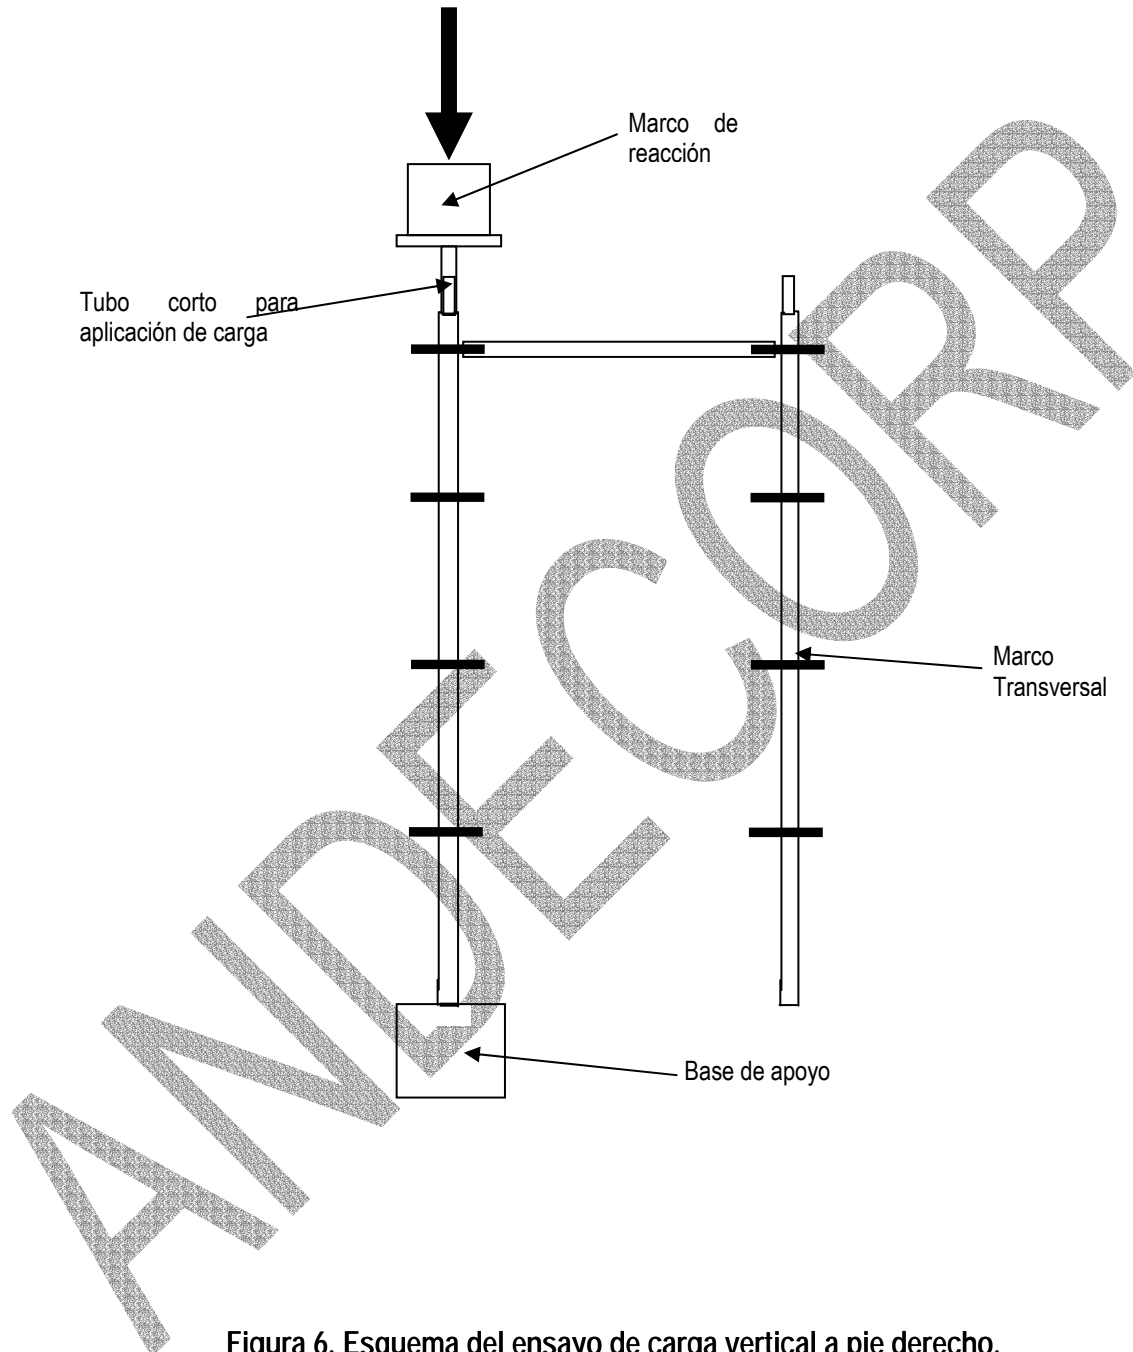 Marco de
reacción
Tubo corto para
aplicación de carga
Marco
Transversal
Base de apoyo
ANDECORP
Figura 6. Esquema del ensayo de carga vertical a pie derecho.